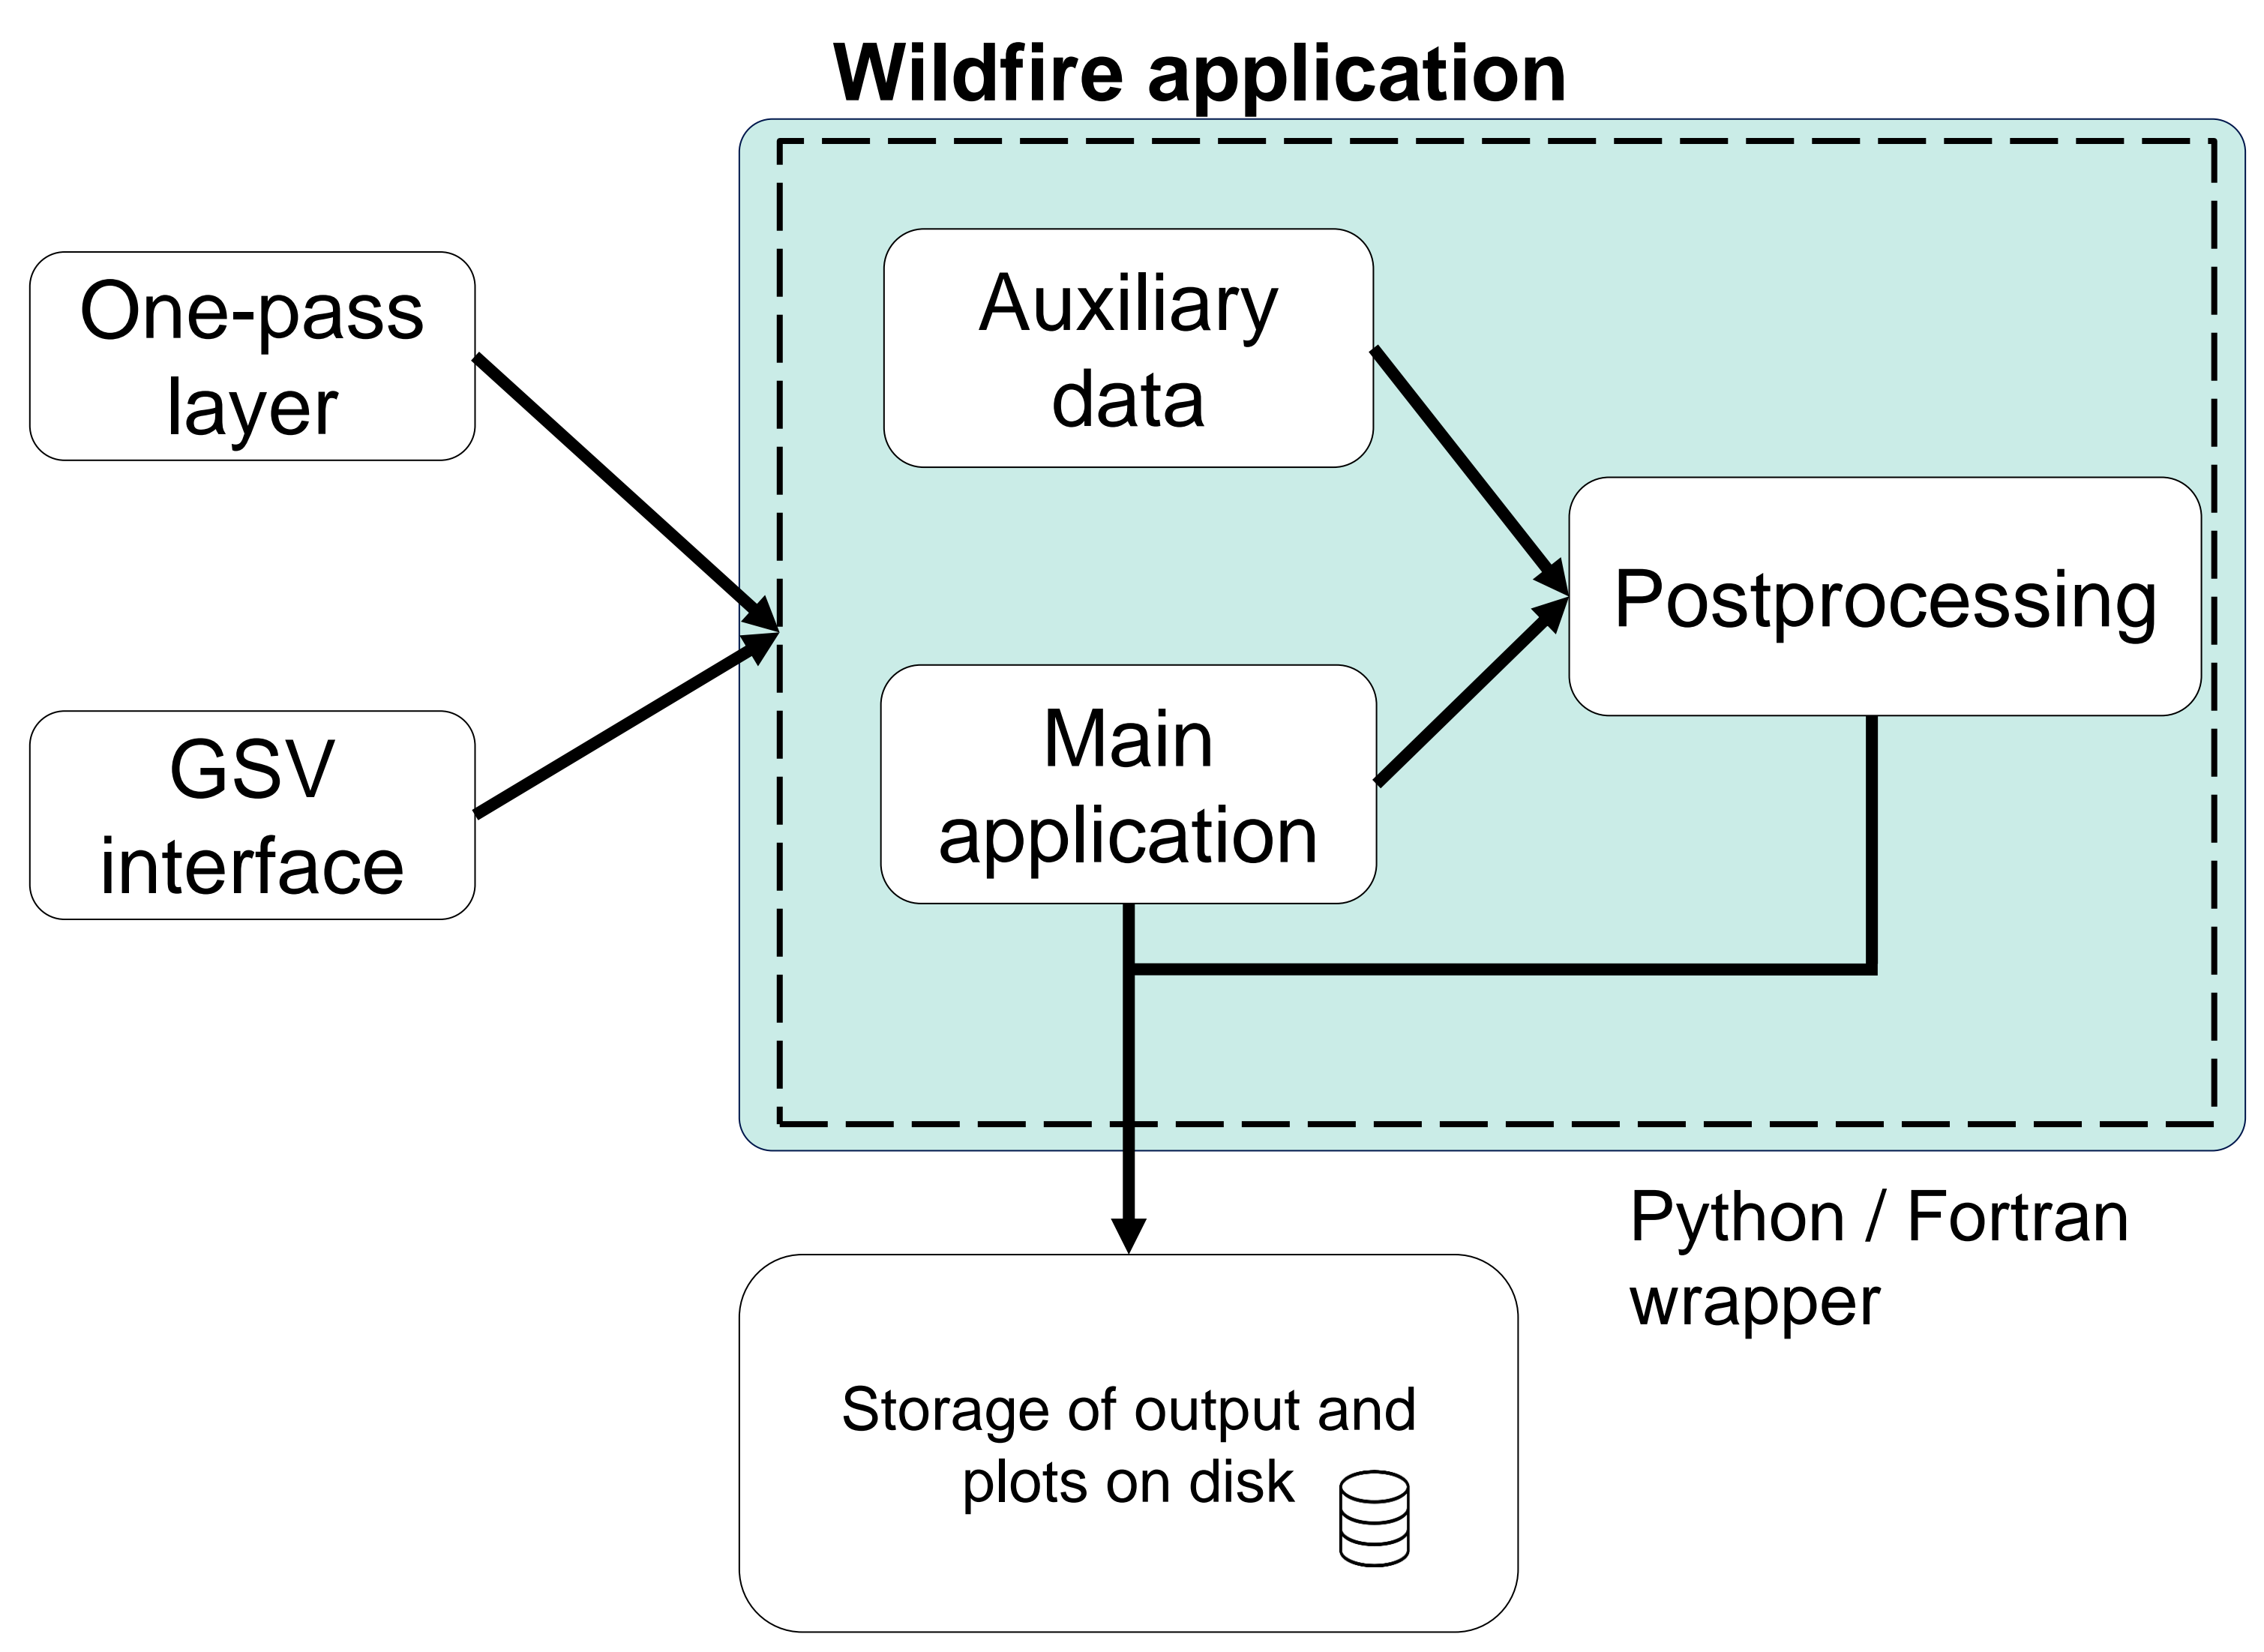 Wildfire application
One-pass
layer
GSV
interface
Auxiliary
data
Main
application
Postprocessing
Python / Fortran
wrapper
Storage of output and
plots on disk